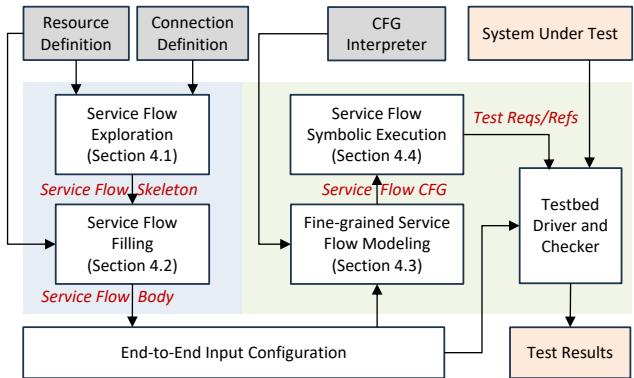 Resource
Definition
Connection
Definition
CFG
Interpreter
System Under Test
Service Flow
Exploration
(Section 4.1)
Service Flow
Symbolic Execution
(Section 4.4)
Test Reqs/Refs
Service Flow Skeleton
Service Flow CFG
Service Flow
Filling
(Section 4.2)
Fine-grained Service
Flow Modeling
(Section 4.3)
Testbed
Driver and
Checker
Service Flow Body
End-to-End Input Configuration
Test Results